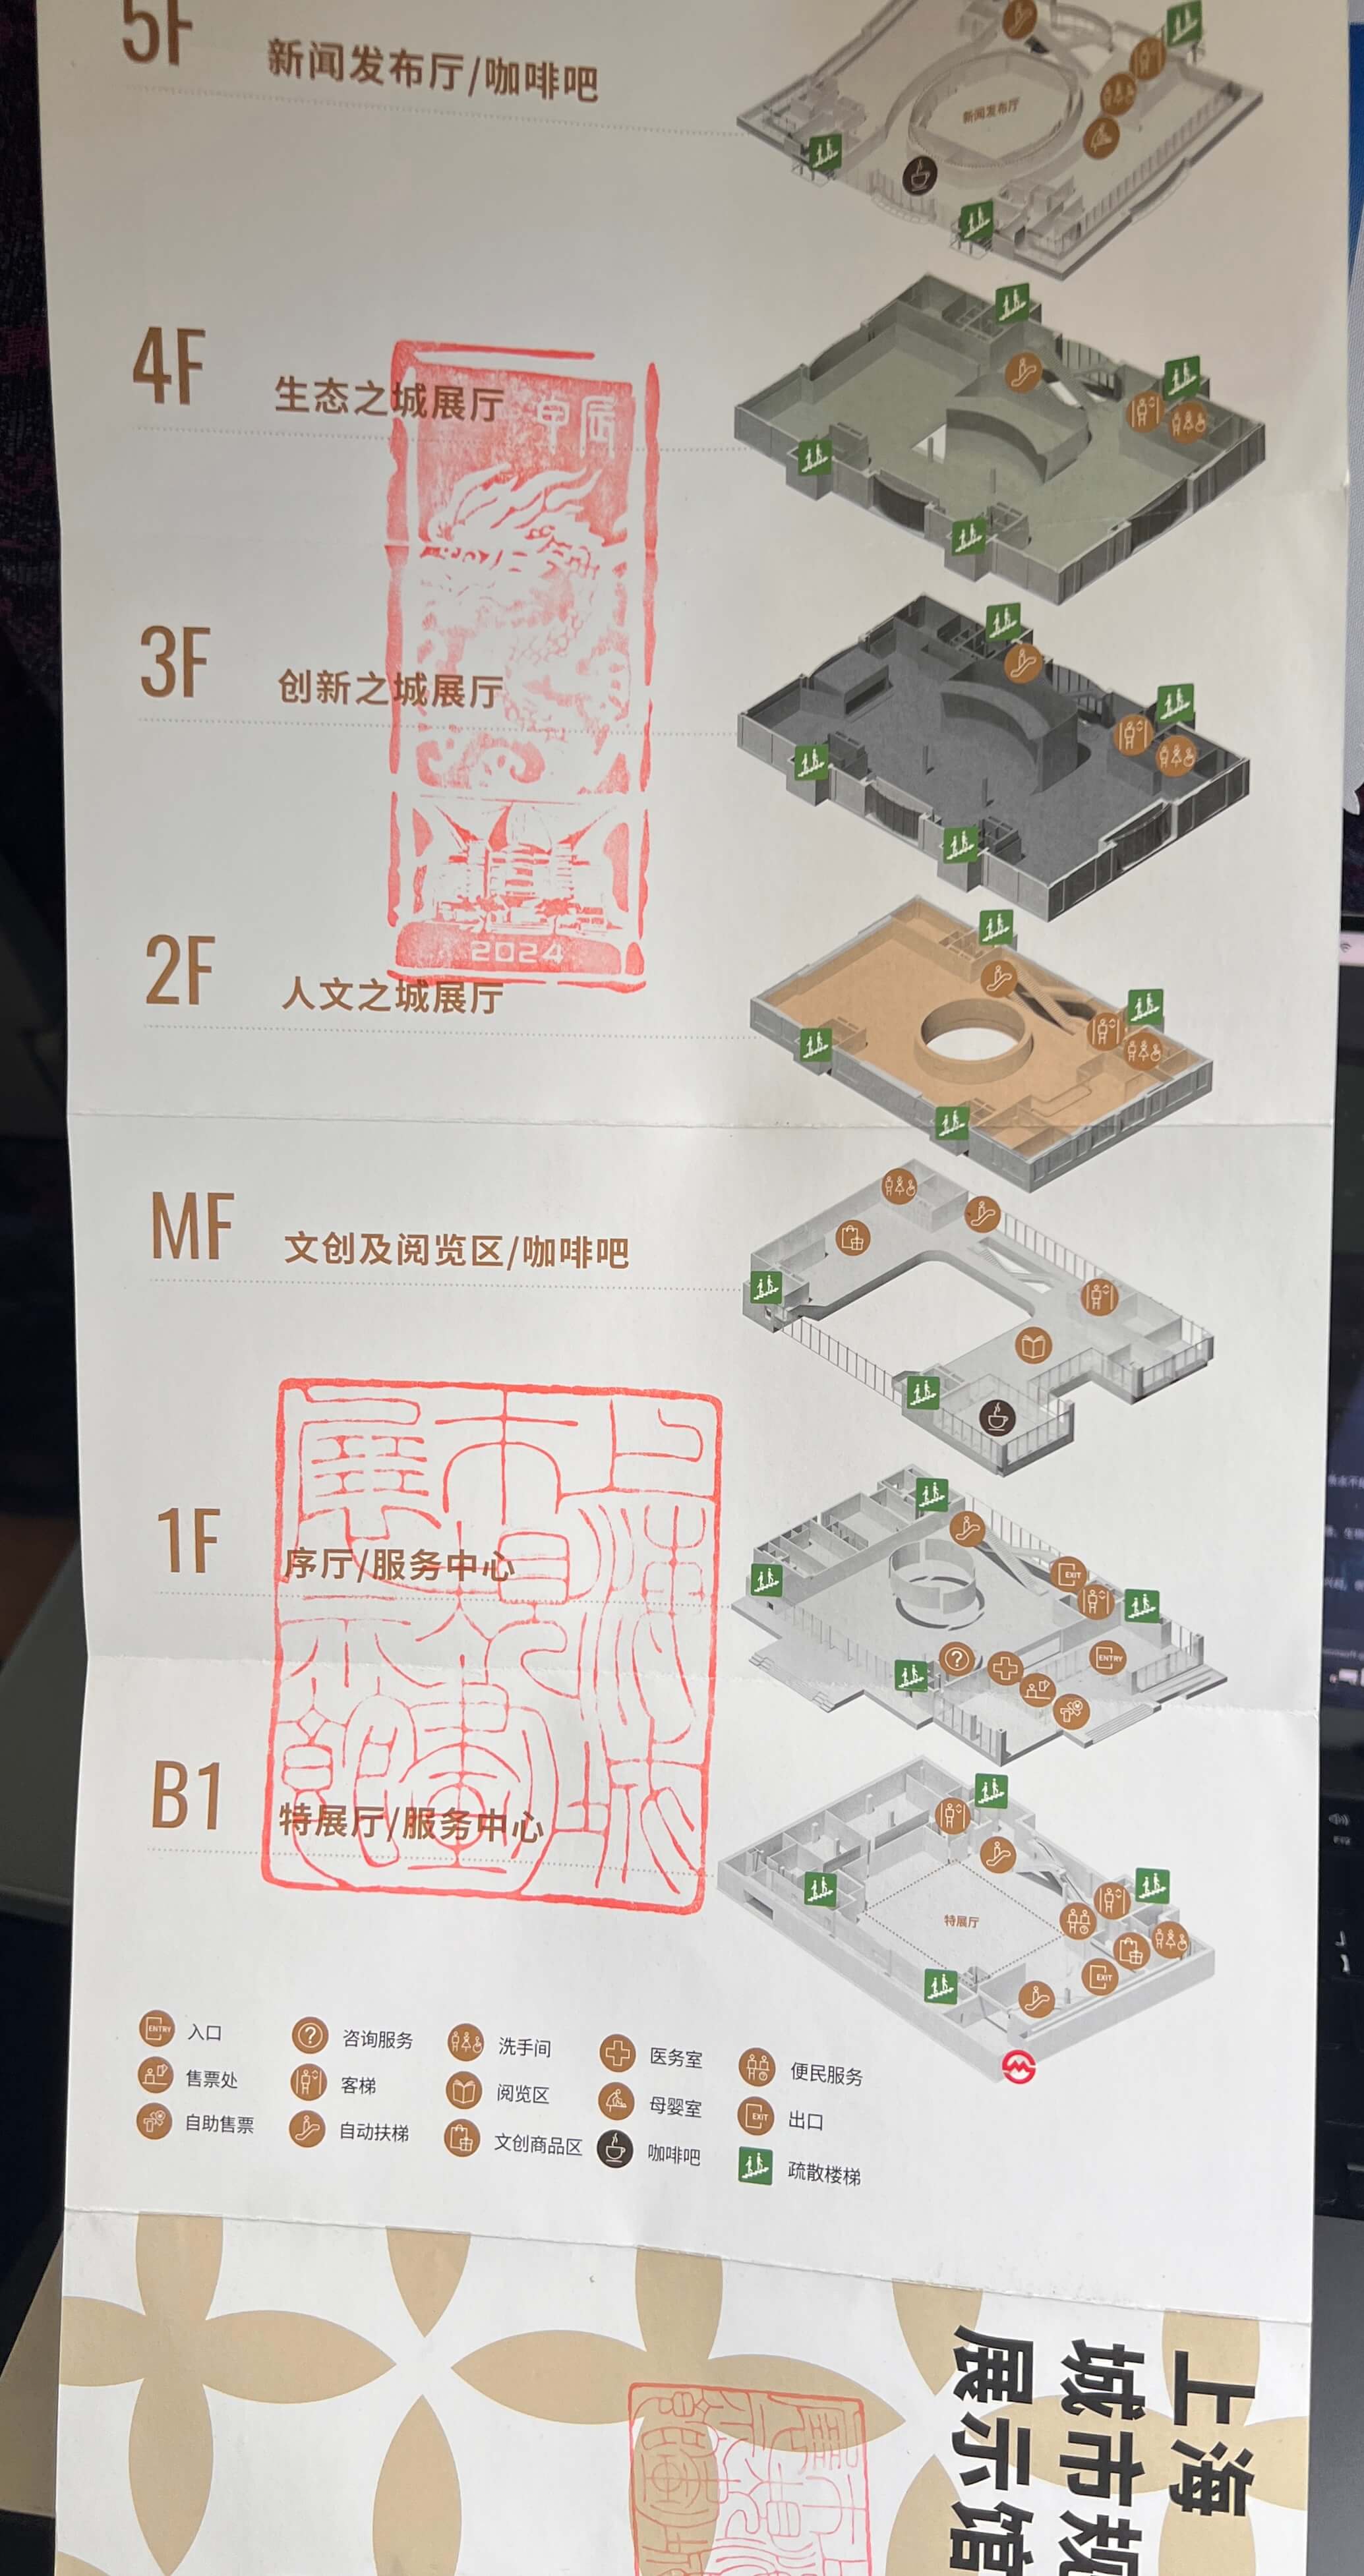 5F 新闻发布厅/咖啡吧
新闻发布厅
4F 生态之城展厅
甲辰
3F 创新之城展厅
2024
2F 人文之城展厅
MF 文创及阅览区/咖啡吧
1F 序厅/服务中心
EXIT
ENTRY
上海城市规划展示馆
B1 特展厅/服务中心
特展厅
EXIT
ENTRY 入口
咨询服务
洗手间
医务室
便民服务
售票处
客梯
阅览区
母婴室
EXIT 出口
自助售票
自动扶梯
文创商品区
咖啡吧
疏散楼梯
上海
城市规
展示馆